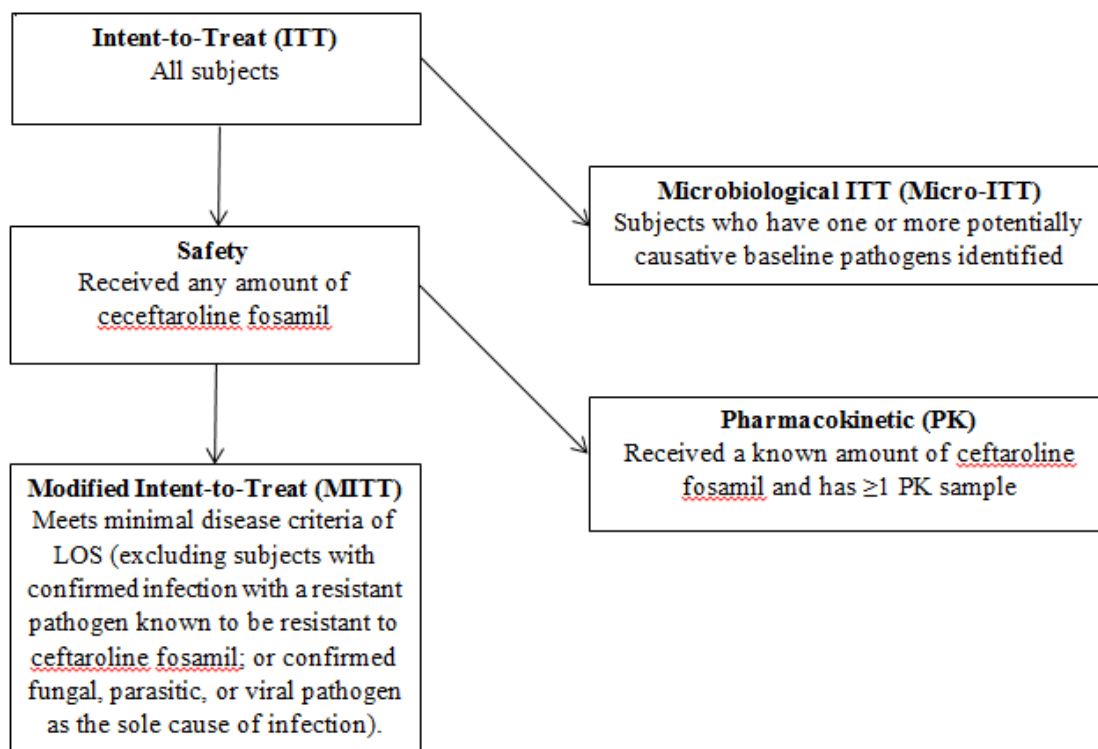 Intent-to-Treat (ITT)
All subjects
Microbiological ITT (Micro-ITT)
Subjects who have one or more potentially
causative baseline pathogens identified
Safety
Received any amount of
ceceftaroline fosamil
Pharmacokinetic (PK)
Received a known amount of ceftaroline
fosamil and has ≥1 PK sample
Modified Intent-to-Treat (MITT)
Meets minimal disease criteria of
LOS (excluding subjects with
confirmed infection with a resistant
pathogen known to be resistant to
ceftaroline fosamil; or confirmed
fungal, parasitic, or viral pathogen
as the sole cause of infection).